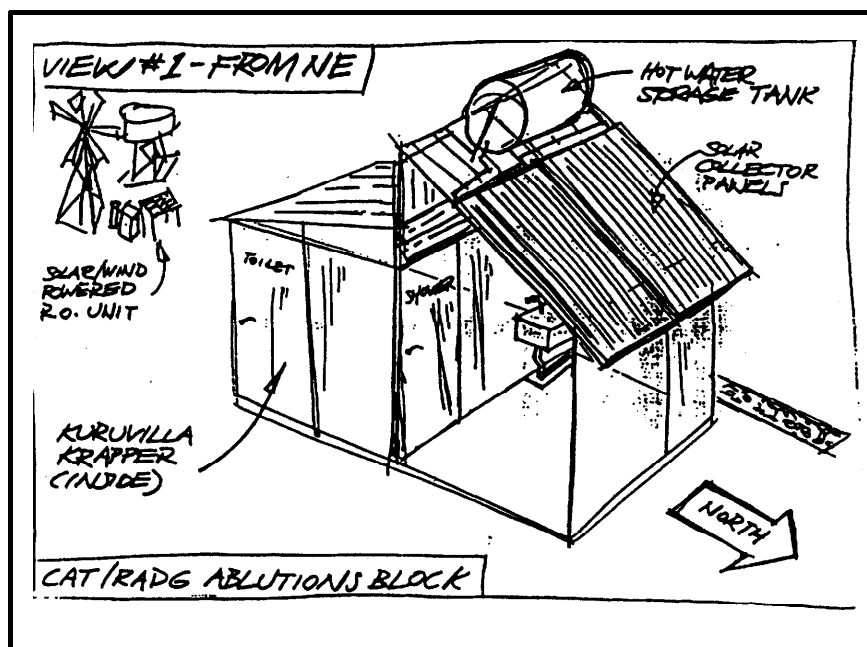 VIEW #1 - FROM NE
HOT WATER
STORAGE TANK
SOLAR
COLLECTOR
PANELS
SOLAR/WIND
POWERED
R.O. UNIT
TOILET
SHOWER
KURUVILLA
KRAPPER
(INSIDE)
NORTH
CAT/RADG ABLUTIONS BLOCK